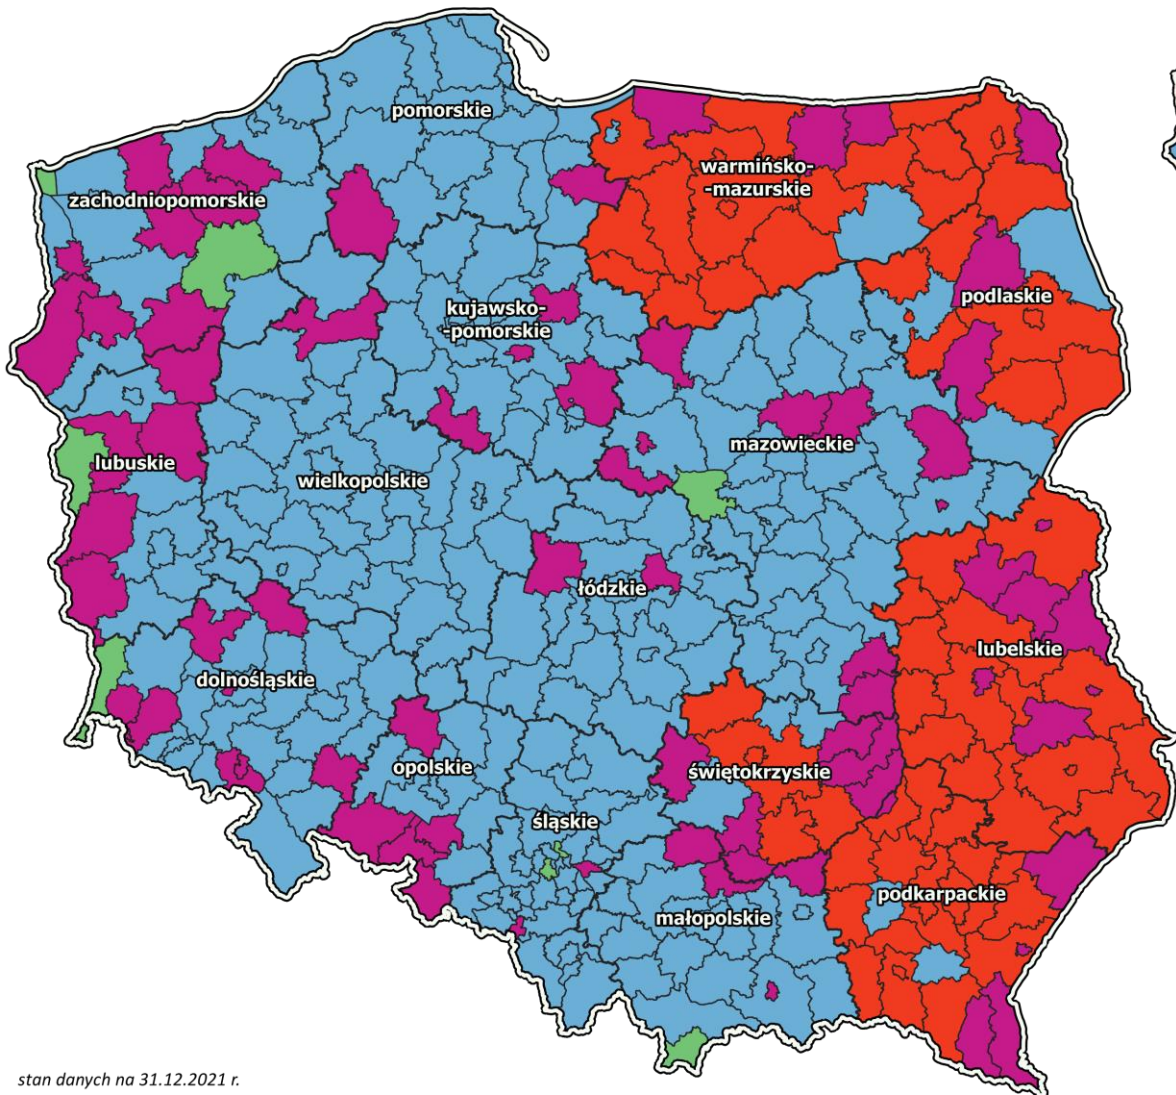 pomorskie
warmińsko-
-mazurskie
zachodniopomorskie
podlaskie
kujawsko-
-pomorskie
mazowieckie
lubuskie
wielkopolskie
łódzkie
lubelskie
dolnośląskie
opolskie
świętokrzyskie
śląskie
podkarpackie
małopolskie
stan danych na 31.12.2021 r.